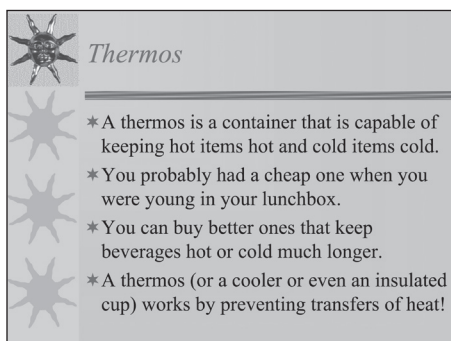 Thermos
✶A thermos is a container that is capable of
keeping hot items hot and cold items cold.
✶You probably had a cheap one when you
were young in your lunchbox.
✶You can buy better ones that keep
beverages hot or cold much longer.
✶A thermos (or a cooler or even an insulated
cup) works by preventing transfers of heat!